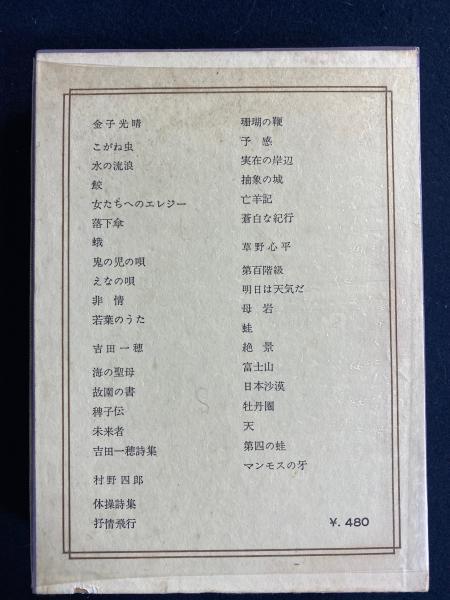 金子光晴
こがね虫
水の流浪
鮫
女たちへのエレジー
落下傘
蛾
鬼の児の唄
えなの唄
非情
若葉のうた
吉田一穂
海の聖母
故園の書
稗子伝
未来者
吉田一穂詩集
村野四郎
体操詩集
抒情飛行
珊瑚の鞭
予感
実在の岸辺
抽象の城
亡羊記
蒼白な紀行
草野心平
第百階級
明日は天気だ
母岩
蛙
絶景
富士山
日本沙漠
牡丹圏
天
第四の蛙
マンモスの牙
¥. 480